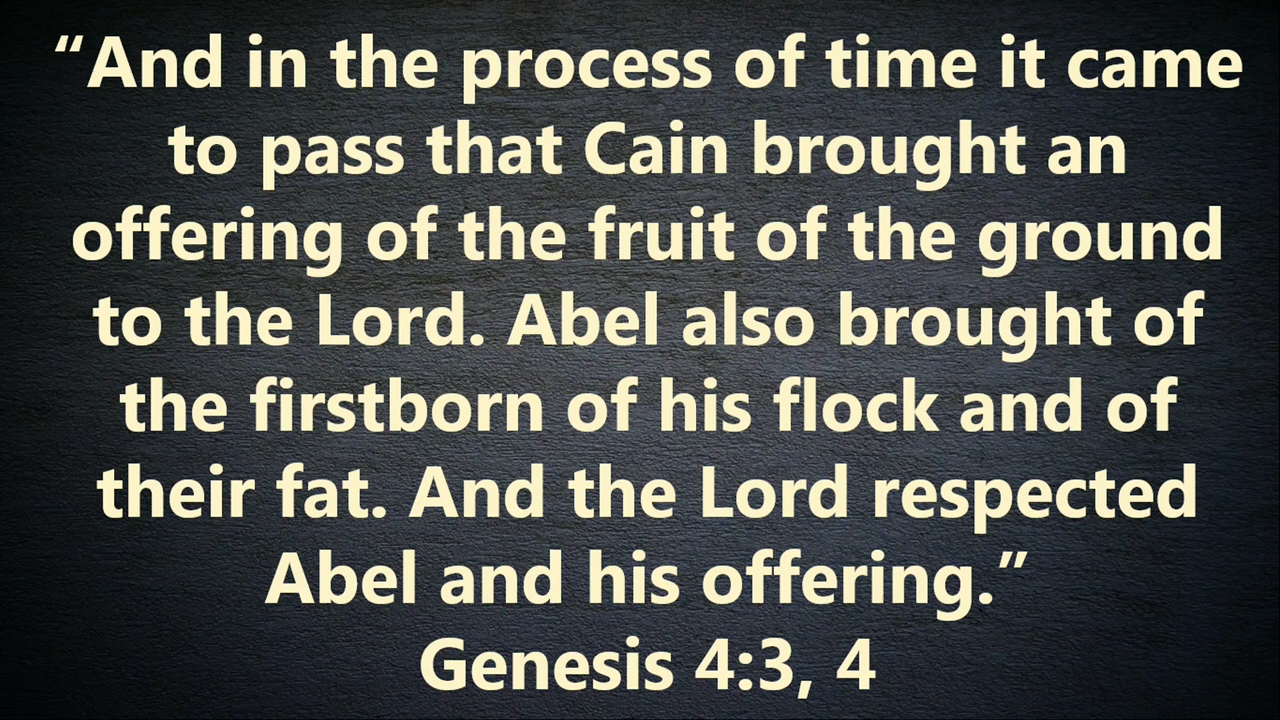 “And in the process of time it came
to pass that Cain brought an
offering of the fruit of the ground
to the Lord. Abel also brought of
the firstborn of his flock and of
their fat. And the Lord respected
Abel and his offering.”
Genesis 4:3, 4